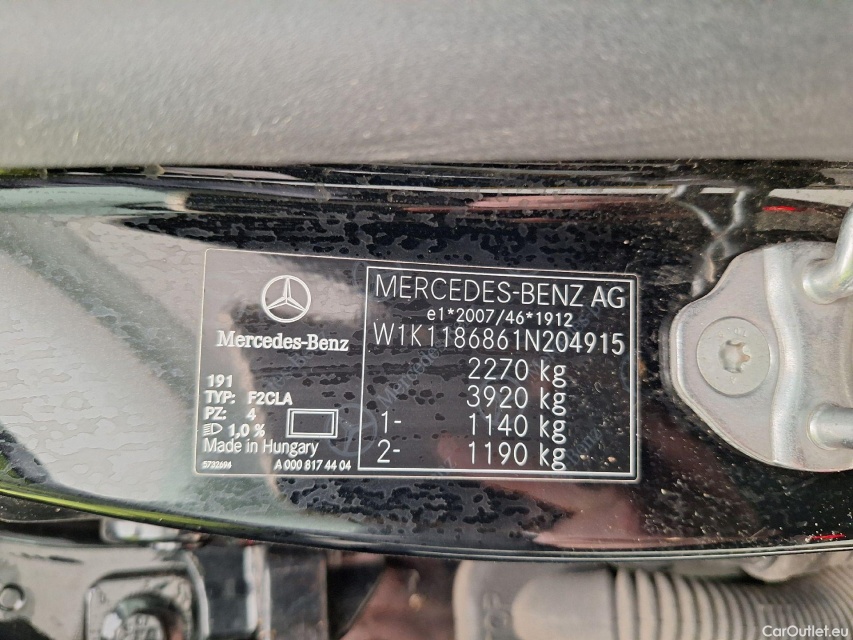 Mercedes-Benz
191
TYP: F2CLA
PZ: 4
1,0 %
Made in Hungary
5732694
A 000 817 44 04
MERCEDES-BENZ AG
e1*2007/46*1912
W1K1186861N204915
2270 kg
3920 kg
1- 1140 kg
2- 1190 kg
CarOutlet.eu